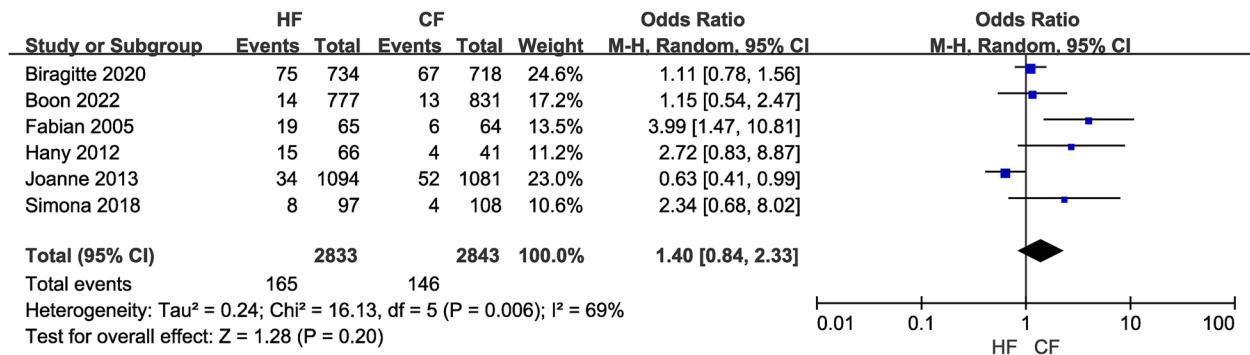 HF CF Odds Ratio Odds Ratio
Study or Subgroup Events Total Events Total Weight M-H, Random, 95% CI M-H, Random, 95% CI
Biragitte 2020 75 734 67 718 24.6% 1.11 [0.78, 1.56]
Boon 2022 14 777 13 831 17.2% 1.15 [0.54, 2.47]
Fabian 2005 19 65 6 64 13.5% 3.99 [1.47, 10.81]
Hany 2012 15 66 4 41 11.2% 2.72 [0.83, 8.87]
Joanne 2013 34 1094 52 1081 23.0% 0.63 [0.41, 0.99]
Simona 2018 8 97 4 108 10.6% 2.34 [0.68, 8.02]
Total (95% CI) 2833 2843 100.0% 1.40 [0.84, 2.33]
Total events 165 146
Heterogeneity: Tau² = 0.24; Chi² = 16.13, df = 5 (P = 0.006); I² = 69%
Test for overall effect: Z = 1.28 (P = 0.20)
0.01 0.1 1 10 100
HF CF